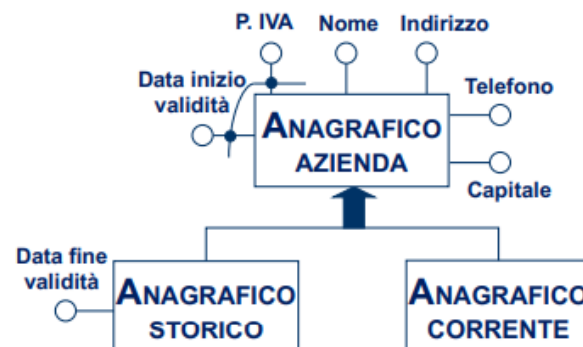 P. IVA Nome Indirizzo
Data inizio
validità
Telefono
ANAGRAFICO
AZIENDA
Capitale
Data fine
validità
ANAGRAFICO
STORICO
ANAGRAFICO
CORRENTE